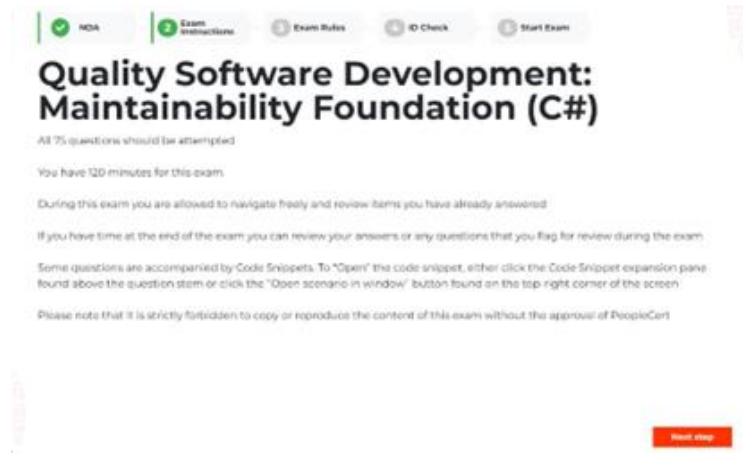 NDA
2 Exam
Instructions
3 Exam Rules
4 ID Check
5 Start Exam
Quality Software Development:
Maintainability Foundation (C#)
All 75 questions should be attempted
You have 120 minutes for this exam
During this exam you are allowed to navigate freely and review items you have already answered
If you have time at the end of the exam you can review your answers or any questions that you flag for review during the exam
Some questions are accompanied by Code Snippets. To "Open" the code snippet, either click the Code Snippet expansion pane
found above the question stem or click the "Open scenario in window" button found on the top right corner of the screen
Please note that it is strictly forbidden to copy or reproduce the content of this exam without the approval of PeopleCert
Next step